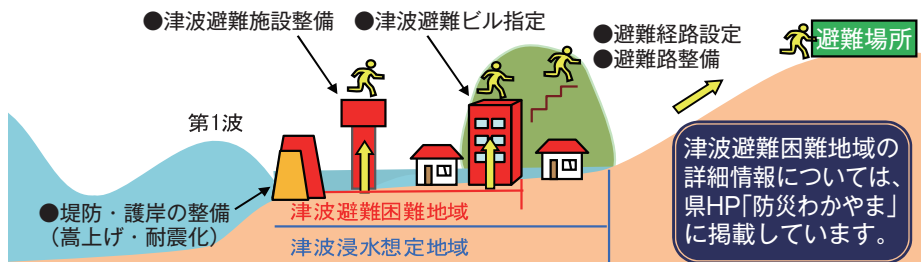 ●津波避難施設整備
●津波避難ビル指定
●避難経路設定
●避難路整備
避難場所
第1波
●堤防・護岸の整備
（嵩上げ・耐震化）
津波避難困難地域
津波浸水想定地域
津波避難困難地域の
詳細情報については、
県HP「防災わかやま」
に掲載しています。